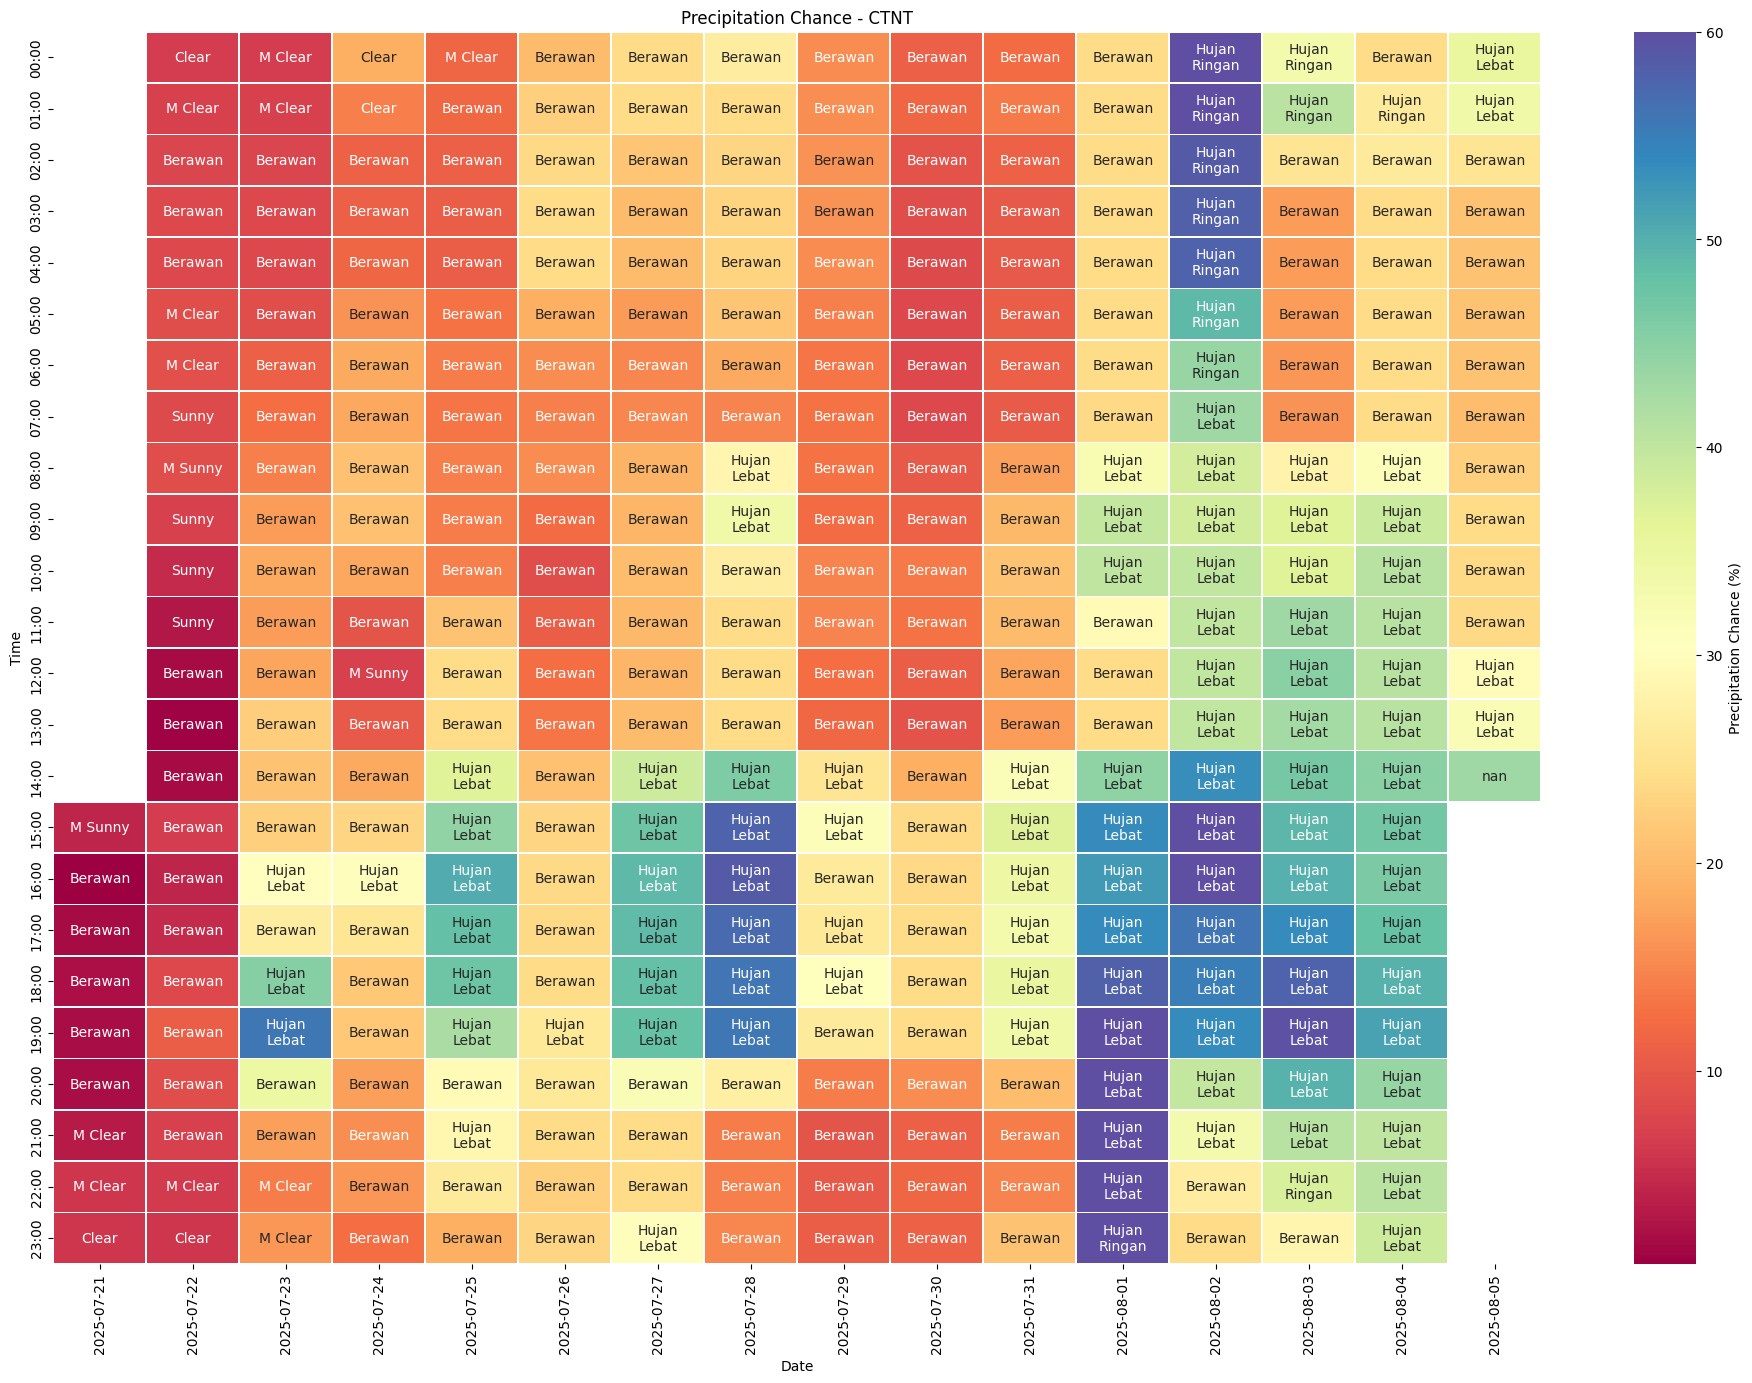 Precipitation Chance - CTNT
00:00 Clear M Clear Clear M Clear Berawan Berawan Berawan Berawan Berawan Berawan Berawan Hujan Ringan Hujan Ringan Berawan Hujan Lebat
01:00 M Clear M Clear Clear Berawan Berawan Berawan Berawan Berawan Berawan Berawan Berawan Hujan Ringan Hujan Ringan Hujan Ringan Hujan Lebat
02:00 Berawan Berawan Berawan Berawan Berawan Berawan Berawan Berawan Berawan Berawan Berawan Hujan Ringan Berawan Berawan Berawan
03:00 Berawan Berawan Berawan Berawan Berawan Berawan Berawan Berawan Berawan Berawan Berawan Hujan Ringan Berawan Berawan Berawan
04:00 Berawan Berawan Berawan Berawan Berawan Berawan Berawan Berawan Berawan Berawan Berawan Hujan Ringan Berawan Berawan Berawan
05:00 M Clear Berawan Berawan Berawan Berawan Berawan Berawan Berawan Berawan Berawan Berawan Hujan Ringan Berawan Berawan Berawan
06:00 M Clear Berawan Berawan Berawan Berawan Berawan Berawan Berawan Berawan Berawan Berawan Hujan Ringan Berawan Berawan Berawan
07:00 Sunny Berawan Berawan Berawan Berawan Berawan Berawan Berawan Berawan Berawan Berawan Hujan Lebat Berawan Berawan Berawan
08:00 M Sunny Berawan Berawan Berawan Berawan Berawan Hujan Lebat Berawan Berawan Berawan Hujan Lebat Hujan Lebat Hujan Lebat Hujan Lebat Berawan
09:00 Sunny Berawan Berawan Berawan Berawan Berawan Hujan Lebat Berawan Berawan Berawan Hujan Lebat Hujan Lebat Hujan Lebat Hujan Lebat Berawan
10:00 Sunny Berawan Berawan Berawan Berawan Berawan Berawan Berawan Berawan Berawan Hujan Lebat Hujan Lebat Hujan Lebat Hujan Lebat Berawan
11:00 Sunny Berawan Berawan Berawan Berawan Berawan Berawan Berawan Berawan Berawan Berawan Hujan Lebat Hujan Lebat Hujan Lebat Berawan
12:00 Berawan Berawan M Sunny Berawan Berawan Berawan Berawan Berawan Berawan Berawan Berawan Hujan Lebat Hujan Lebat Hujan Lebat Hujan Lebat
13:00 Berawan Berawan Berawan Berawan Berawan Berawan Berawan Berawan Berawan Berawan Berawan Hujan Lebat Hujan Lebat Hujan Lebat Hujan Lebat
14:00 Berawan Berawan Berawan Hujan Lebat Berawan Hujan Lebat Hujan Lebat Hujan Lebat Berawan Hujan Lebat Hujan Lebat Hujan Lebat Hujan Lebat Hujan Lebat nan
15:00 M Sunny Berawan Berawan Berawan Hujan Lebat Berawan Hujan Lebat Hujan Lebat Hujan Lebat Berawan Hujan Lebat Hujan Lebat Hujan Lebat Hujan Lebat Hujan Lebat
16:00 Berawan Berawan Hujan Lebat Hujan Lebat Hujan Lebat Berawan Hujan Lebat Hujan Lebat Berawan Berawan Hujan Lebat Hujan Lebat Hujan Lebat Hujan Lebat Hujan Lebat
17:00 Berawan Berawan Berawan Berawan Hujan Lebat Berawan Hujan Lebat Hujan Lebat Hujan Lebat Berawan Hujan Lebat Hujan Lebat Hujan Lebat Hujan Lebat Hujan Lebat
18:00 Berawan Berawan Hujan Lebat Berawan Hujan Lebat Berawan Hujan Lebat Hujan Lebat Hujan Lebat Berawan Hujan Lebat Hujan Lebat Hujan Lebat Hujan Lebat Hujan Lebat
19:00 Berawan Berawan Hujan Lebat Berawan Hujan Lebat Hujan Lebat Hujan Lebat Hujan Lebat Berawan Berawan Hujan Lebat Hujan Lebat Hujan Lebat Hujan Lebat Hujan Lebat
20:00 Berawan Berawan Berawan Berawan Berawan Berawan Berawan Berawan Berawan Berawan Berawan Hujan Lebat Hujan Lebat Hujan Lebat Hujan Lebat
21:00 M Clear Berawan Berawan Berawan Hujan Lebat Berawan Berawan Berawan Berawan Berawan Berawan Hujan Lebat Hujan Lebat Hujan Lebat Hujan Lebat
22:00 M Clear M Clear M Clear Berawan Berawan Berawan Berawan Berawan Berawan Berawan Berawan Hujan Lebat Berawan Hujan Ringan Hujan Lebat
23:00 Clear Clear M Clear Berawan Berawan Berawan Hujan Lebat Berawan Berawan Berawan Berawan Hujan Ringan Berawan Berawan Hujan Lebat
Time
2025-07-21 2025-07-22 2025-07-23 2025-07-24 2025-07-25 2025-07-26 2025-07-27 2025-07-28 2025-07-29 2025-07-30 2025-07-31 2025-08-01 2025-08-02 2025-08-03 2025-08-04 2025-08-05
Date
60
50
40
30
20
10
Precipitation Chance (%)